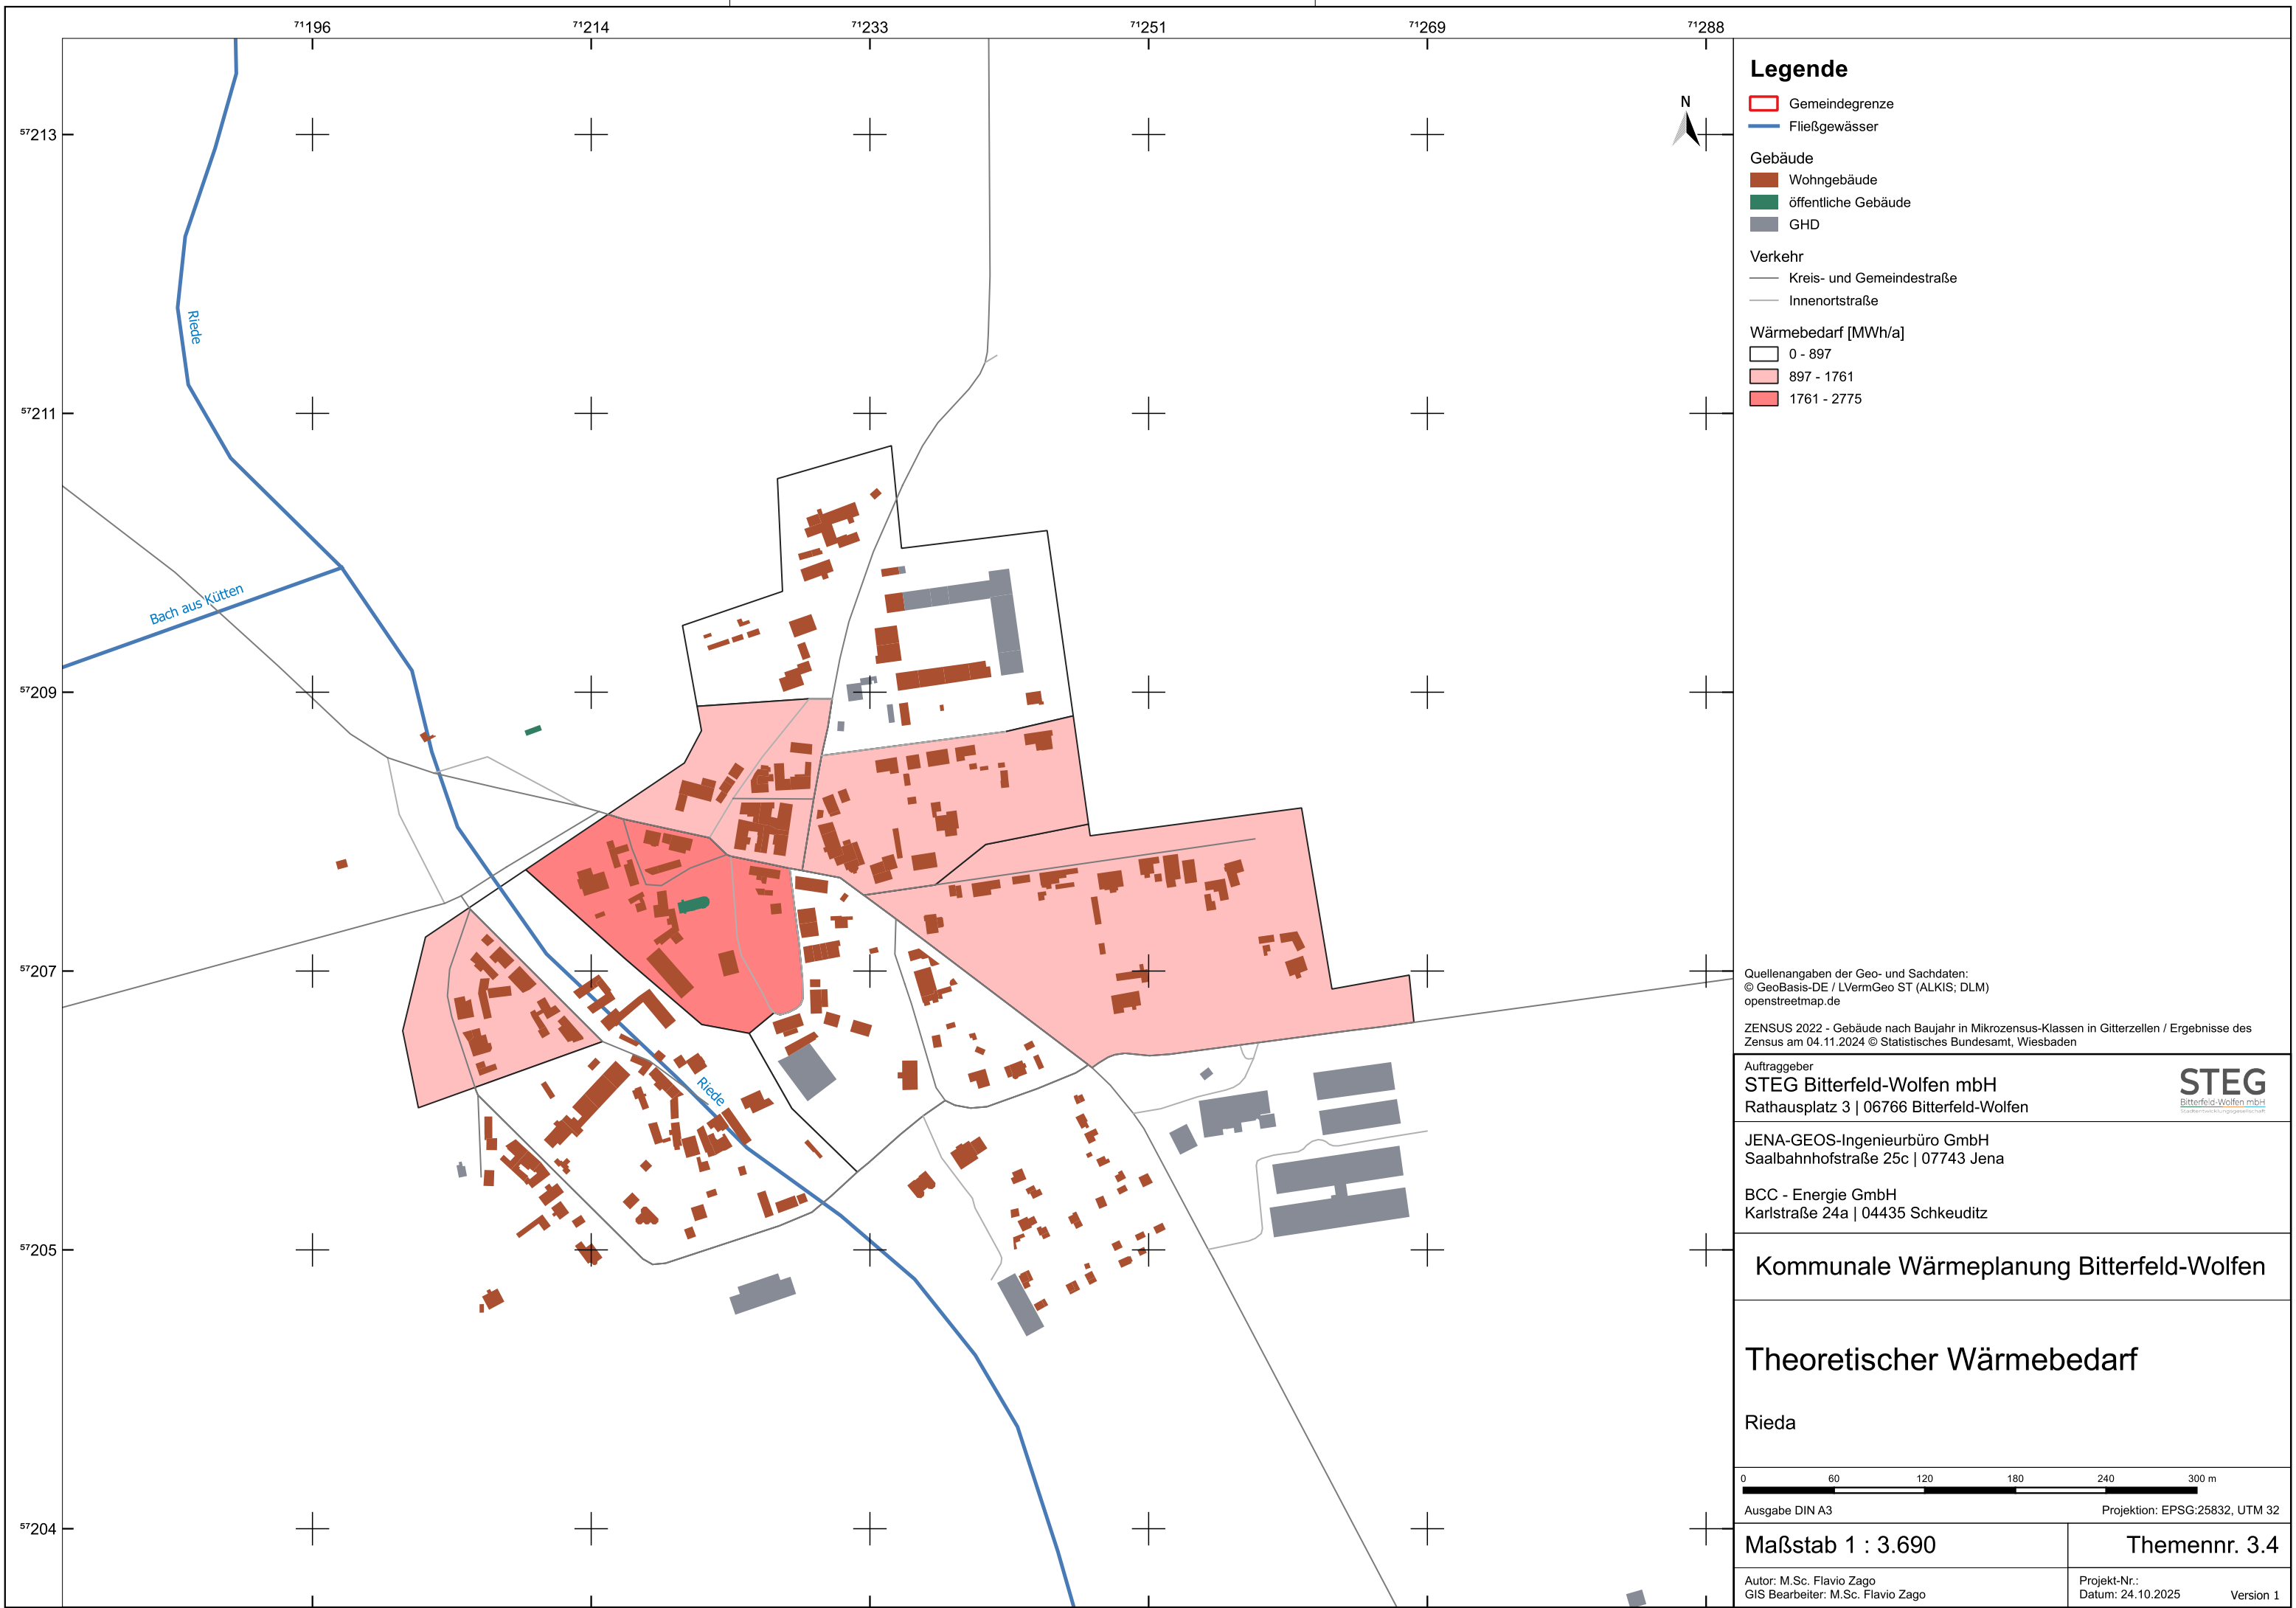 ⁷¹196 ⁷¹214 ⁷¹233 ⁷¹251 ⁷¹269 ⁷¹288
⁵⁷213
⁵⁷211
⁵⁷209
⁵⁷207
⁵⁷205
⁵⁷204
N
Riede
Bach aus Kütten
Riede
Legende
Gemeindegrenze
Fließgewässer
Gebäude
Wohngebäude
öffentliche Gebäude
GHD
Verkehr
Kreis- und Gemeindestraße
Innenortstraße
Wärmebedarf [MWh/a]
0 - 897
897 - 1761
1761 - 2775
Quellenangaben der Geo- und Sachdaten:
© GeoBasis-DE / LVermGeo ST (ALKIS; DLM)
openstreetmap.de
ZENSUS 2022 - Gebäude nach Baujahr in Mikrozensus-Klassen in Gitterzellen / Ergebnisse des
Zensus am 04.11.2024 © Statistisches Bundesamt, Wiesbaden
Auftraggeber
STEG Bitterfeld-Wolfen mbH
Rathausplatz 3 | 06766 Bitterfeld-Wolfen
STEG
Bitterfeld-Wolfen mbH
Stadtentwicklungsgesellschaft
JENA-GEOS-Ingenieurbüro GmbH
Saalbahnhofstraße 25c | 07743 Jena
BCC - Energie GmbH
Karlstraße 24a | 04435 Schkeuditz
Kommunale Wärmeplanung Bitterfeld-Wolfen
Theoretischer Wärmebedarf
Rieda
0 60 120 180 240 300 m
Ausgabe DIN A3 Projektion: EPSG:25832, UTM 32
Maßstab 1 : 3.690 Themennr. 3.4
Autor: M.Sc. Flavio Zago
GIS Bearbeiter: M.Sc. Flavio Zago
Projekt-Nr.:
Datum: 24.10.2025 Version 1